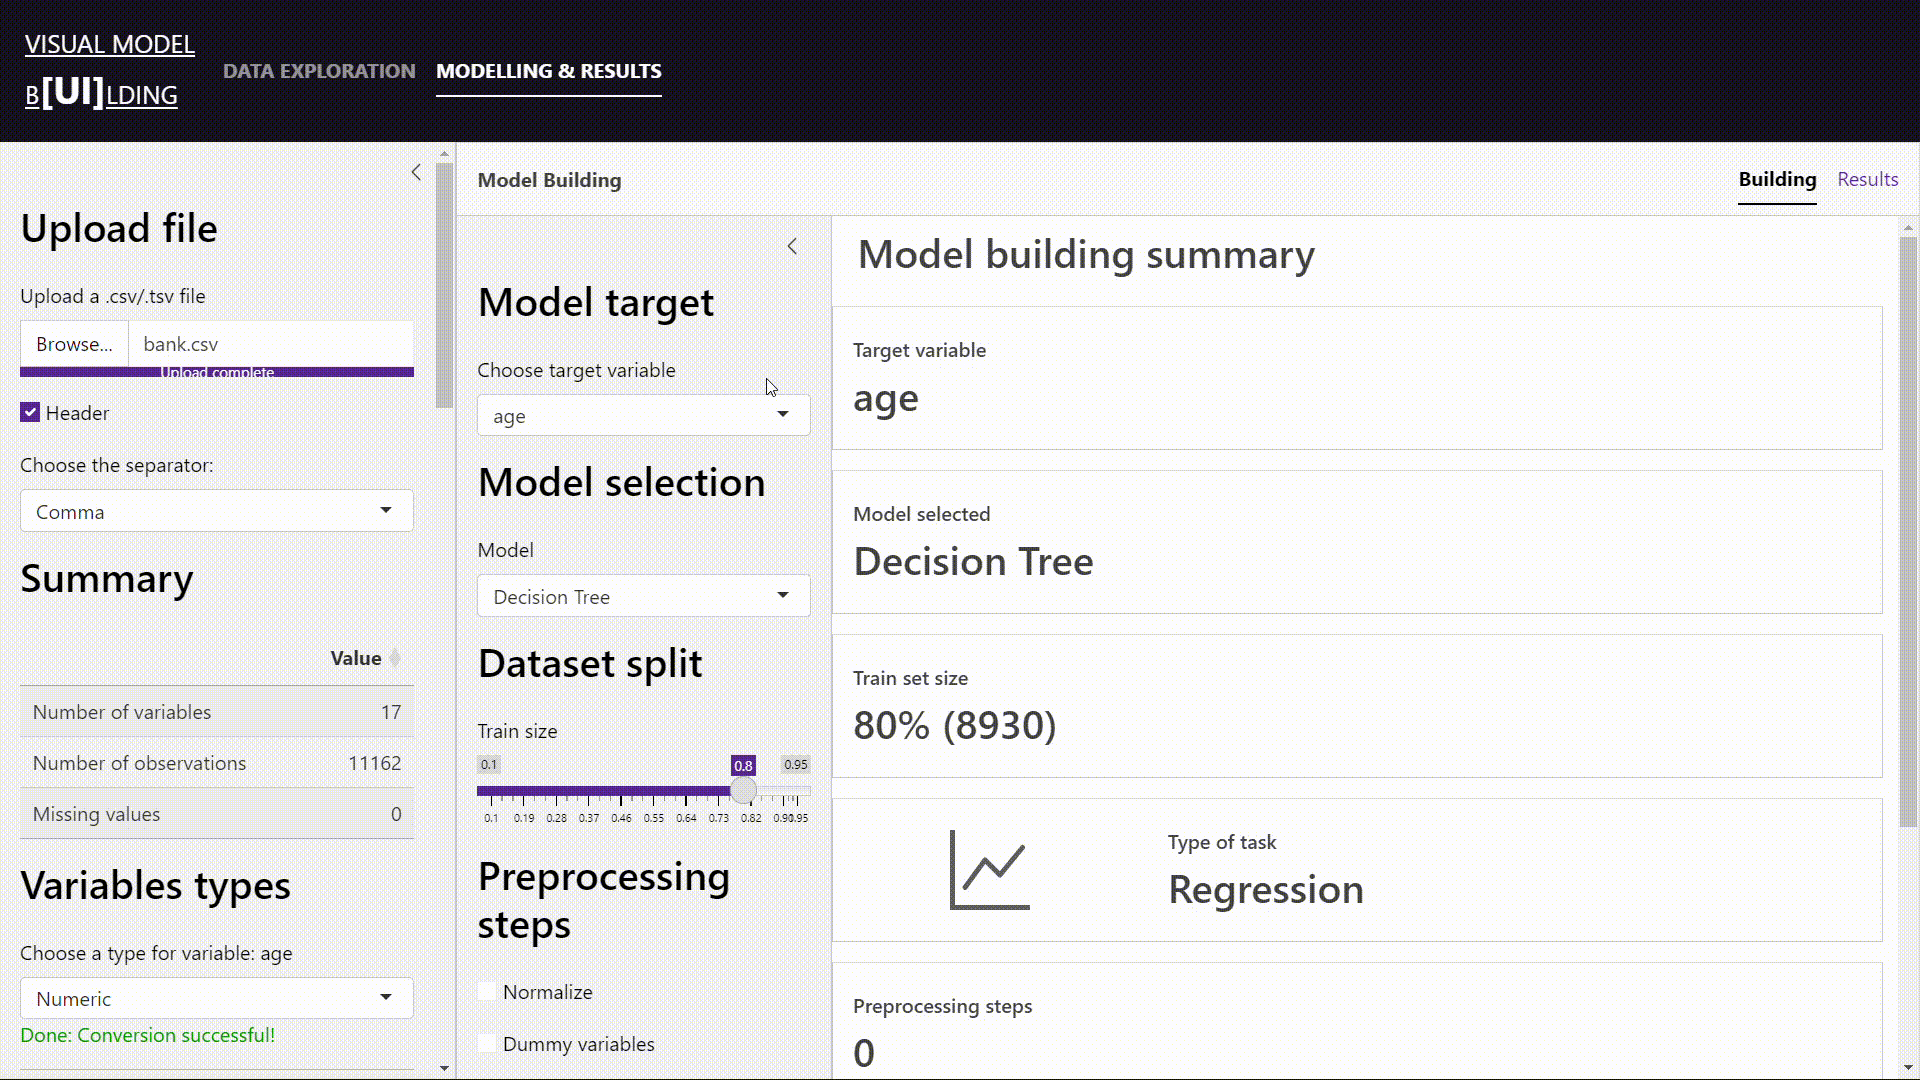 VISUAL MODEL
B[UI]LDING
DATA EXPLORATION
MODELLING & RESULTS
Upload file
Upload a .csv/.tsv file
Browse...
bank.csv
Upload complete
Header
Choose the separator:
Comma
Summary
Value
Number of variables 17
Number of observations 11162
Missing values 0
Variables types
Choose a type for variable: age
Numeric
Done: Conversion successful!
Model Building
Building
Results
Model target
Choose target variable
age
Model selection
Model
Decision Tree
Dataset split
Train size
0.1 0.8 0.95
0.1 0.19 0.28 0.37 0.46 0.55 0.64 0.73 0.82 0.91 0.95
Preprocessing
steps
Normalize
Dummy variables
Model building summary
Target variable
age
Model selected
Decision Tree
Train set size
80% (8930)
Type of task
Regression
Preprocessing steps
0